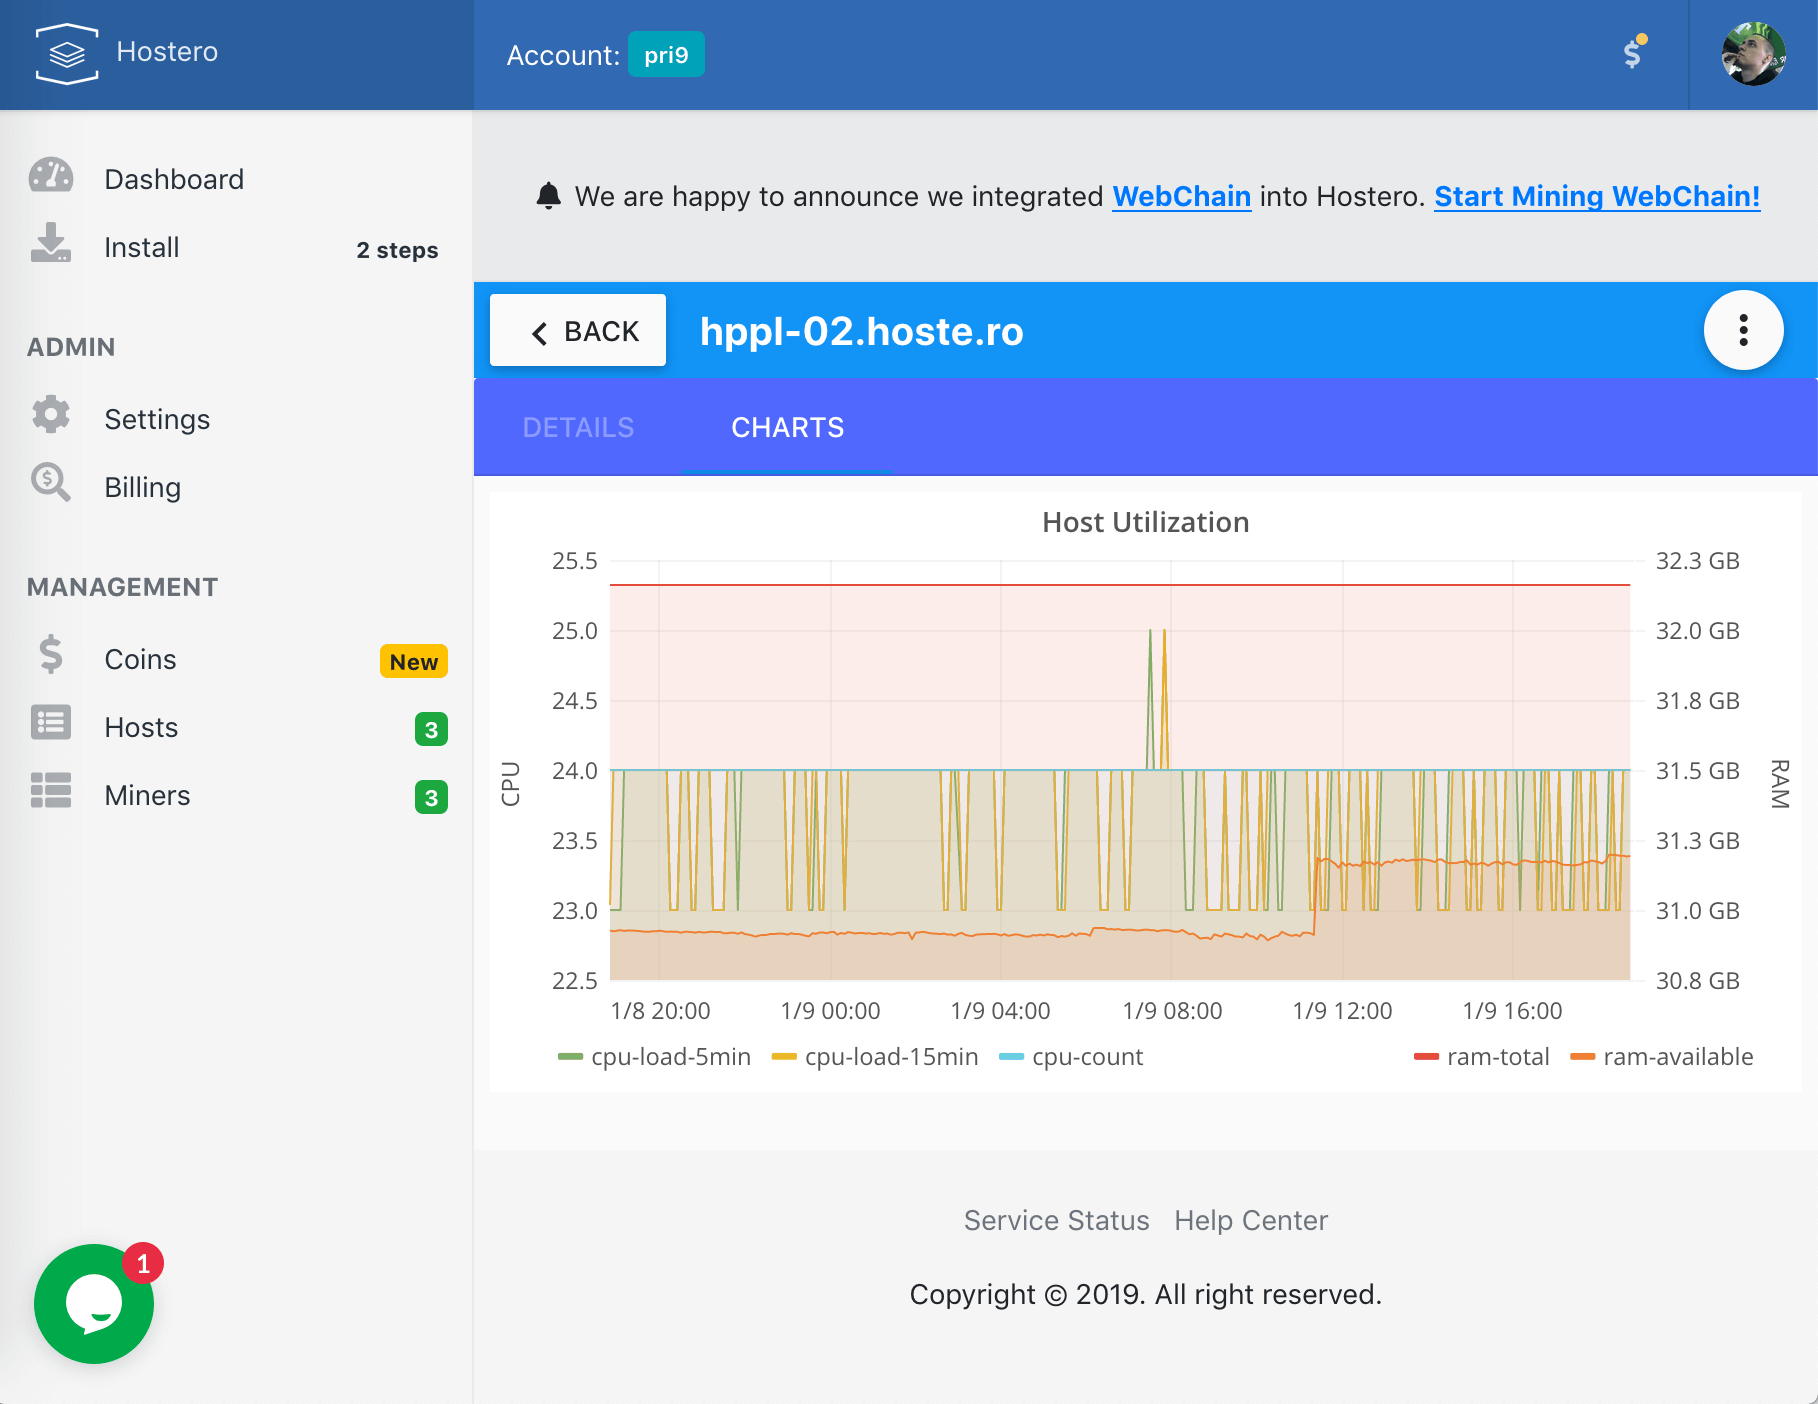 Hostero
Account: pri9
Dashboard
Install 2 steps
ADMIN
Settings
Billing
MANAGEMENT
Coins New
Hosts 3
Miners 3
1
We are happy to announce we integrated WebChain into Hostero. Start Mining WebChain!
BACK hppl-02.hoste.ro
DETAILS CHARTS
Host Utilization
25.5 32.3 GB
25.0 32.0 GB
24.5 31.8 GB
24.0 31.5 GB
CPU RAM
23.5 31.3 GB
23.0 31.0 GB
22.5 30.8 GB
1/8 20:00 1/9 00:00 1/9 04:00 1/9 08:00 1/9 12:00 1/9 16:00
cpu-load-5min cpu-load-15min cpu-count ram-total ram-available
Service Status Help Center
Copyright © 2019. All right reserved.